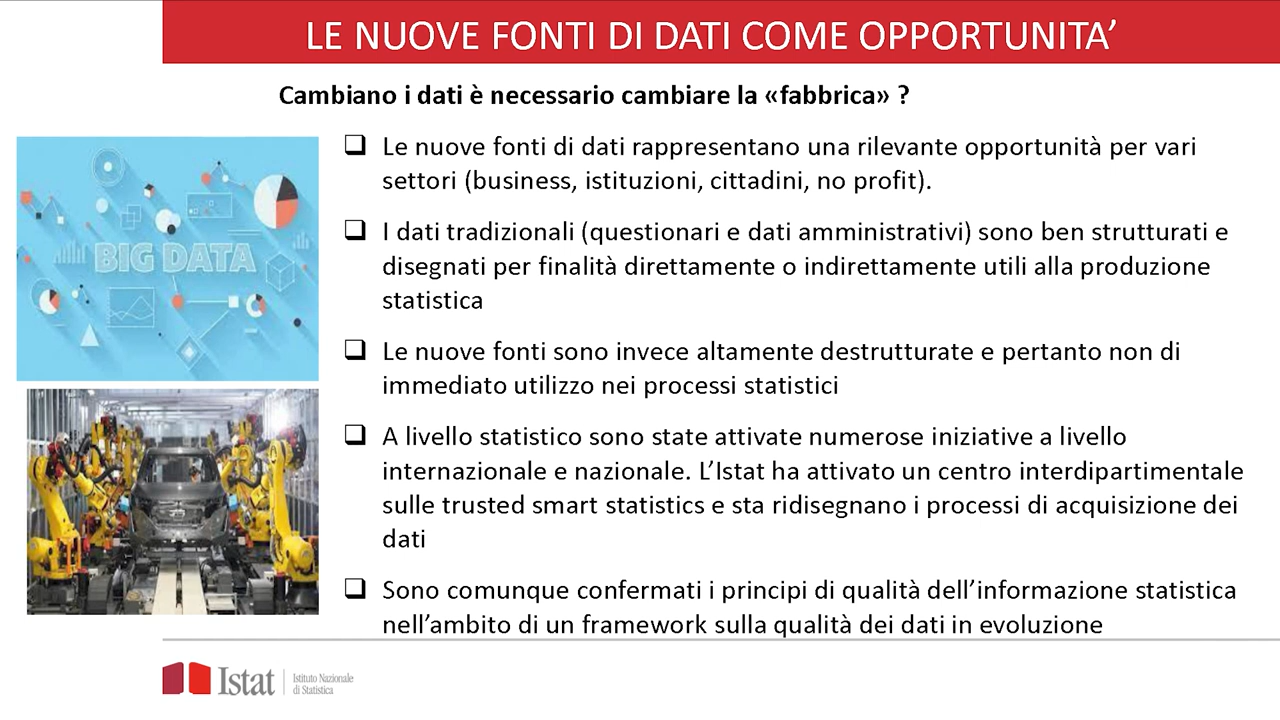 LE NUOVE FONTI DI DATI COME OPPORTUNITA’
Cambiano i dati è necessario cambiare la «fabbrica» ?
BIG DATA
Le nuove fonti di dati rappresentano una rilevante opportunità per vari
settori (business, istituzioni, cittadini, no profit).
I dati tradizionali (questionari e dati amministrativi) sono ben strutturati e
disegnati per finalità direttamente o indirettamente utili alla produzione
statistica
Le nuove fonti sono invece altamente destrutturate e pertanto non di
immediato utilizzo nei processi statistici
A livello statistico sono state attivate numerose iniziative a livello
internazionale e nazionale. L’Istat ha attivato un centro interdipartimentale
sulle trusted smart statistics e sta ridisegnano i processi di acquisizione dei
dati
Sono comunque confermati i principi di qualità dell’informazione statistica
nell’ambito di un framework sulla qualità dei dati in evoluzione
Istat
Istituto Nazionale
di Statistica